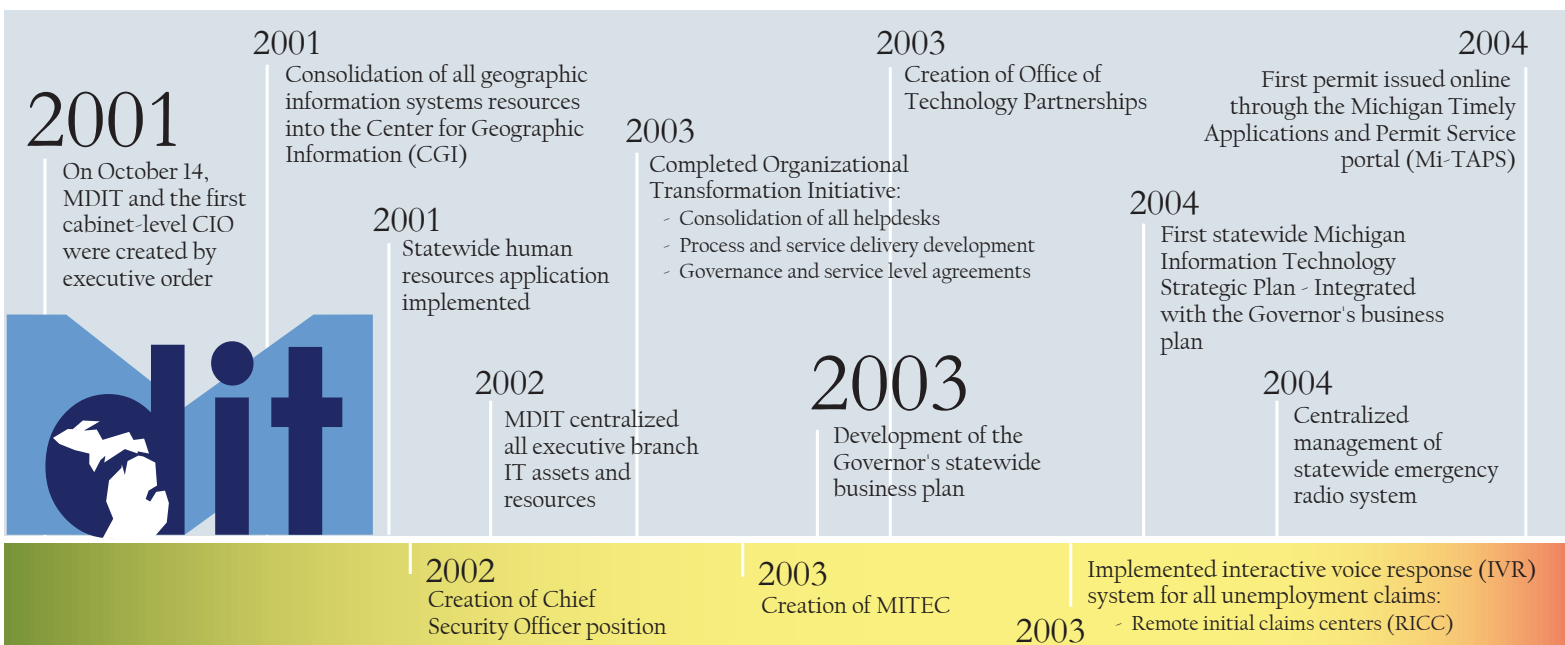 2001
On October 14,
MDIT and the first
cabinet-level CIO
were created by
executive order
2001
Consolidation of all geographic
information systems resources
into the Center for Geographic
Information (CGI)
2001
Statewide human
resources application
implemented
2002
MDIT centralized
all executive branch
IT assets and
resources
2003
Completed Organizational
Transformation Initiative:
- Consolidation of all helpdesks
- Process and service delivery development
- Governance and service level agreements
2003
Development of the
Governor's statewide
business plan
2003
Creation of Office of
Technology Partnerships
2004
First statewide Michigan
Information Technology
Strategic Plan - Integrated
with the Governor's business
plan
2004
Centralized
management of
statewide emergency
radio system
2004
First permit issued online
through the Michigan Timely
Applications and Permit Service
portal (Mi-TAPS)
dit
2002
Creation of Chief
Security Officer position
2003
Creation of MITEC
2003
Implemented interactive voice response (IVR)
system for all unemployment claims:
- Remote initial claims centers (RICC)